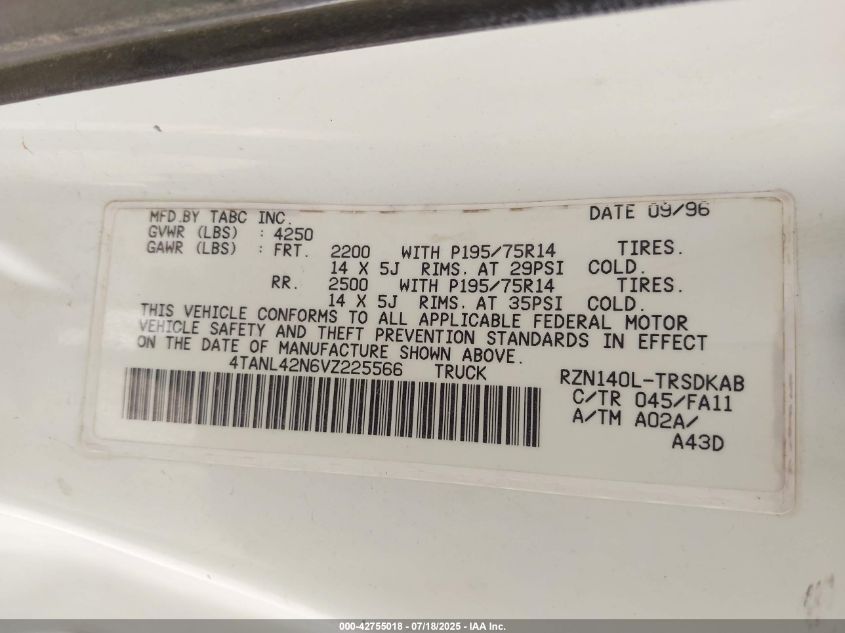 MFD.BY TABC INC. DATE 09/96
GVWR (LBS) : 4250
GAWR (LBS) : FRT. 2200 WITH P195/75R14 TIRES.
14 X 5J RIMS. AT 29PSI COLD.
RR. 2500 WITH P195/75R14 TIRES.
14 X 5J RIMS. AT 35PSI COLD.
THIS VEHICLE CONFORMS TO ALL APPLICABLE FEDERAL MOTOR
VEHICLE SAFETY AND THEFT PREVENTION STANDARDS IN EFFECT
ON THE DATE OF MANUFACTURE SHOWN ABOVE.
4TANL42N6VZ225566 TRUCK
RZN140L-TRSDKAB
C/TR 045/FA11
A/TM A02A/
A43D
000-42755018 - 07/18/2025 - IAA Inc.